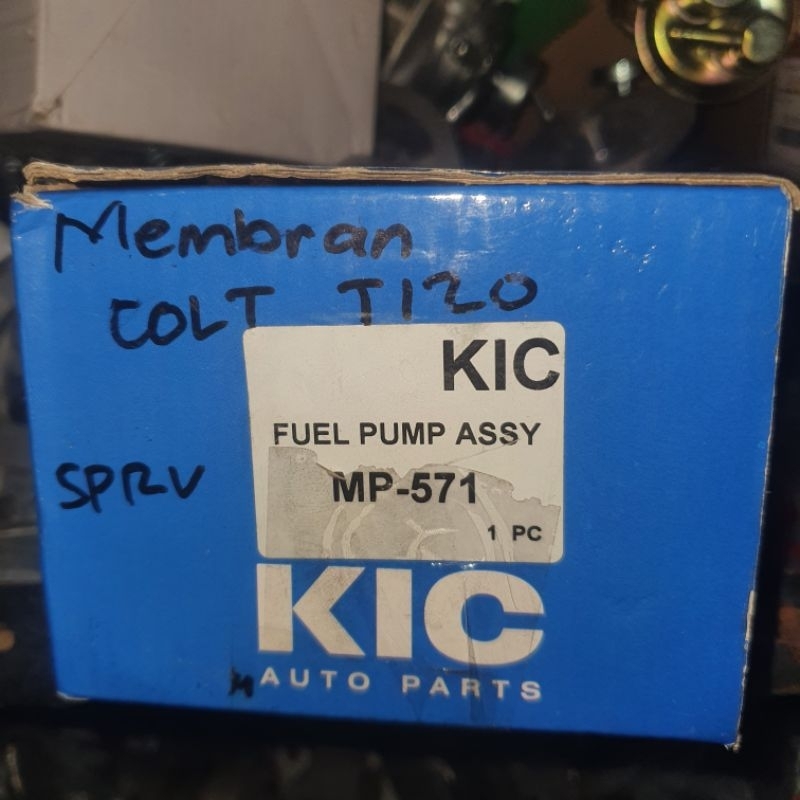 Membran
COLT T120
KIC
FUEL PUMP ASSY
SPRV
MP-571
1 PC
KIC
AUTO PARTS